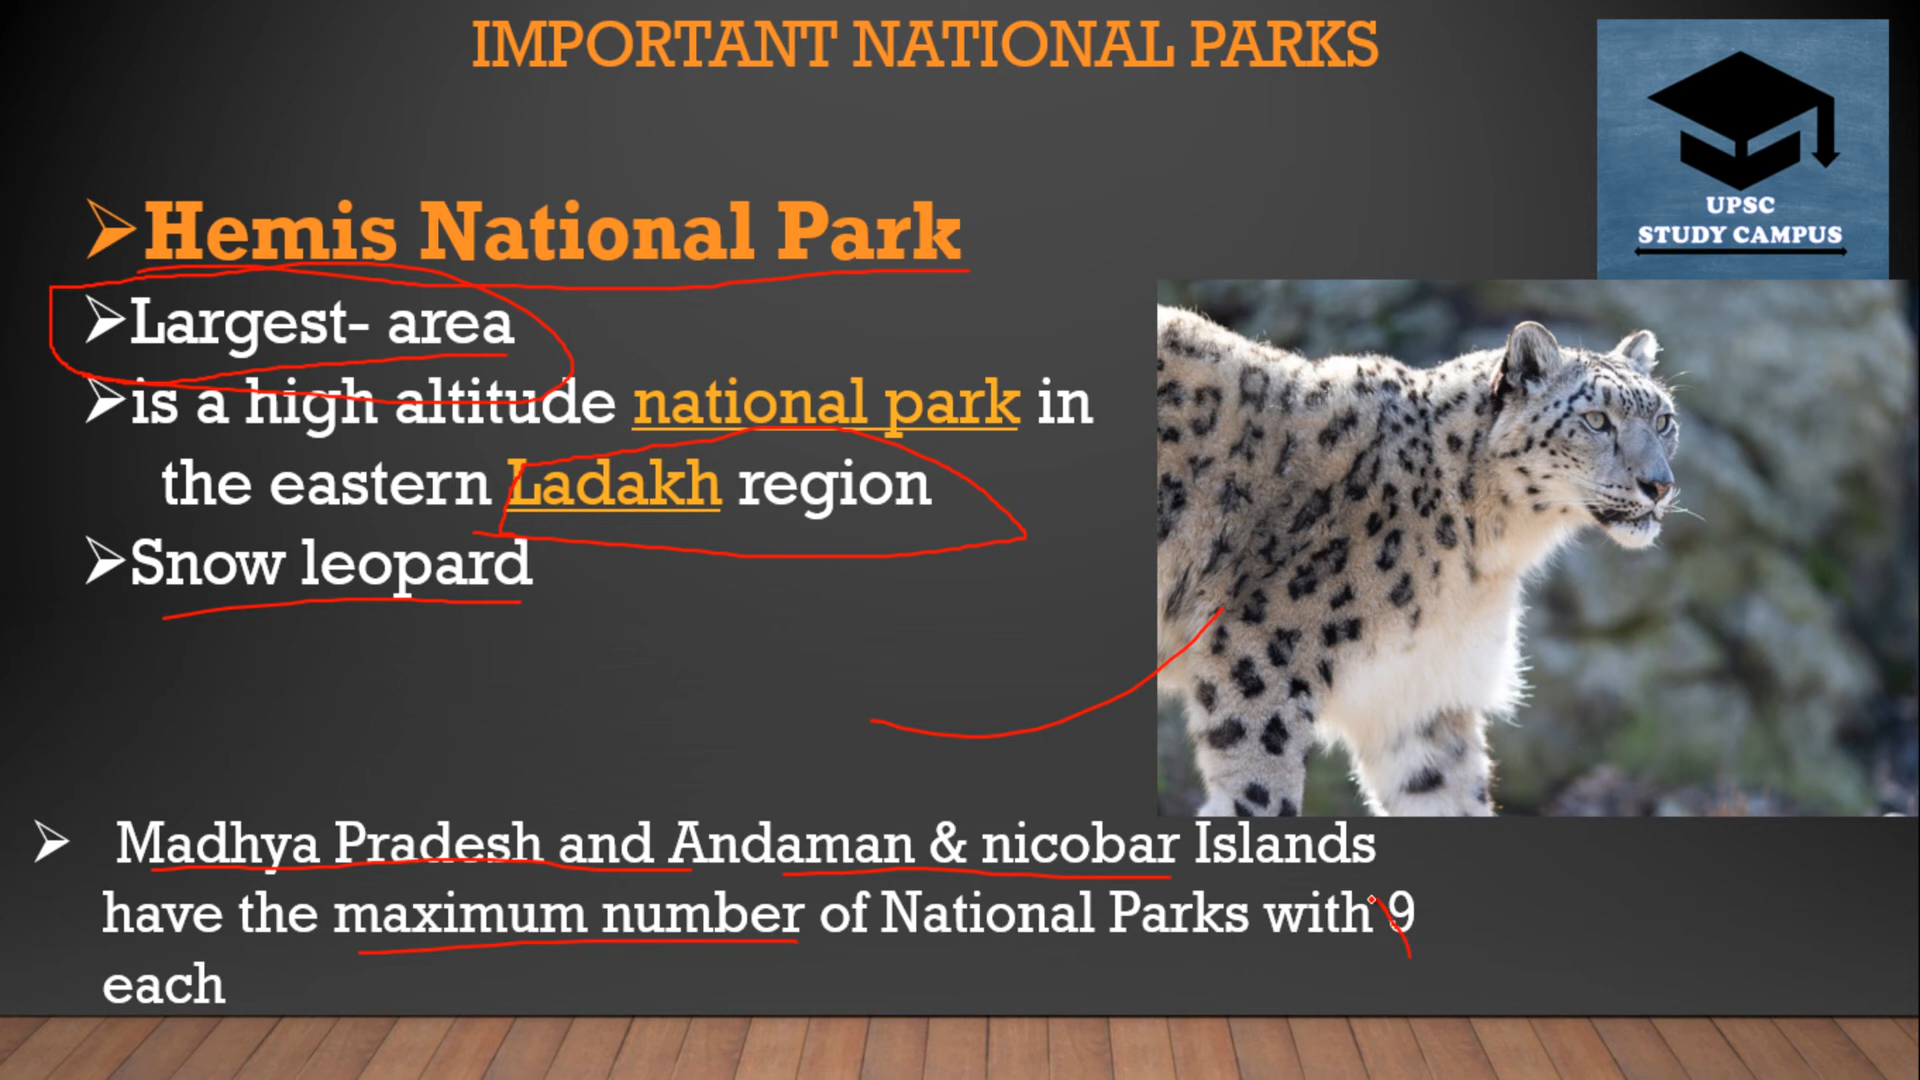 IMPORTANT NATIONAL PARKS
UPSC
STUDY CAMPUS
Hemis National Park
Largest- area
is a high altitude national park in
the eastern Ladakh region
Snow leopard
Madhya Pradesh and Andaman & nicobar Islands
have the maximum number of National Parks with 9
each